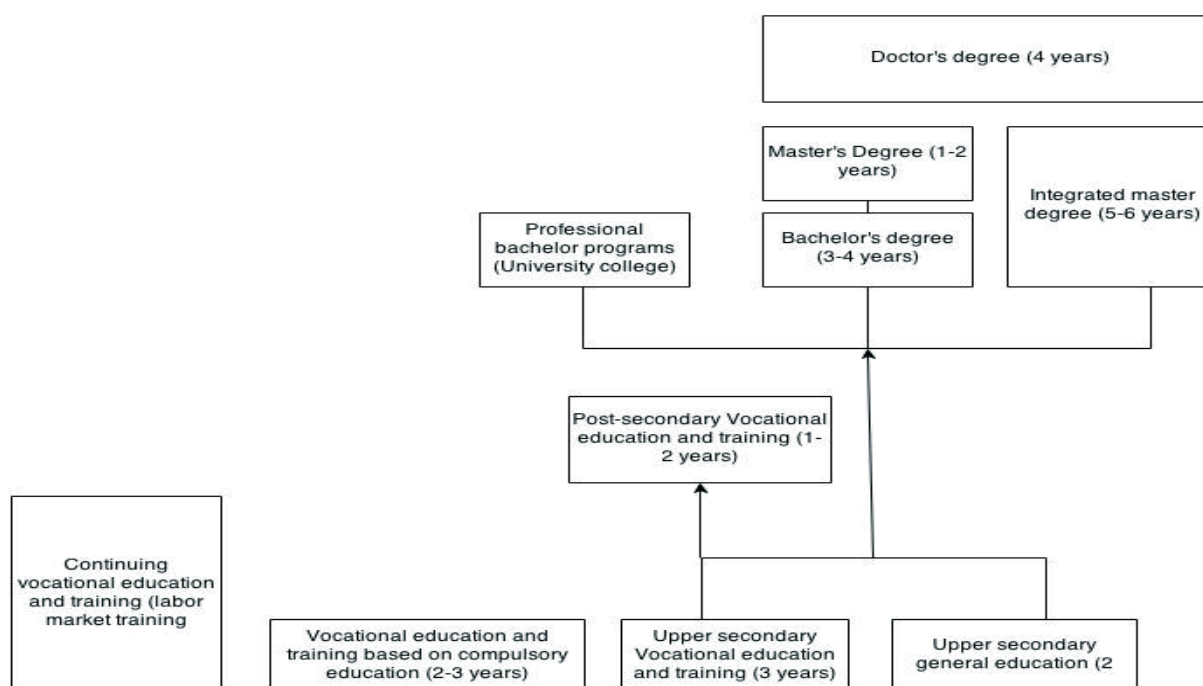 Doctor's degree (4 years)
Master's Degree (1-2
years)
Integrated master
degree (5-6 years)
Professional
bachelor programs
(University college)
Bachelor's degree
(3-4 years)
Post-secondary Vocational
education and training (1-
2 years)
Continuing
vocational education
and training (labor
market training
Vocational education and
training based on compulsory
education (2-3 years)
Upper secondary
Vocational education
and training (3 years)
Upper secondary
general education (2